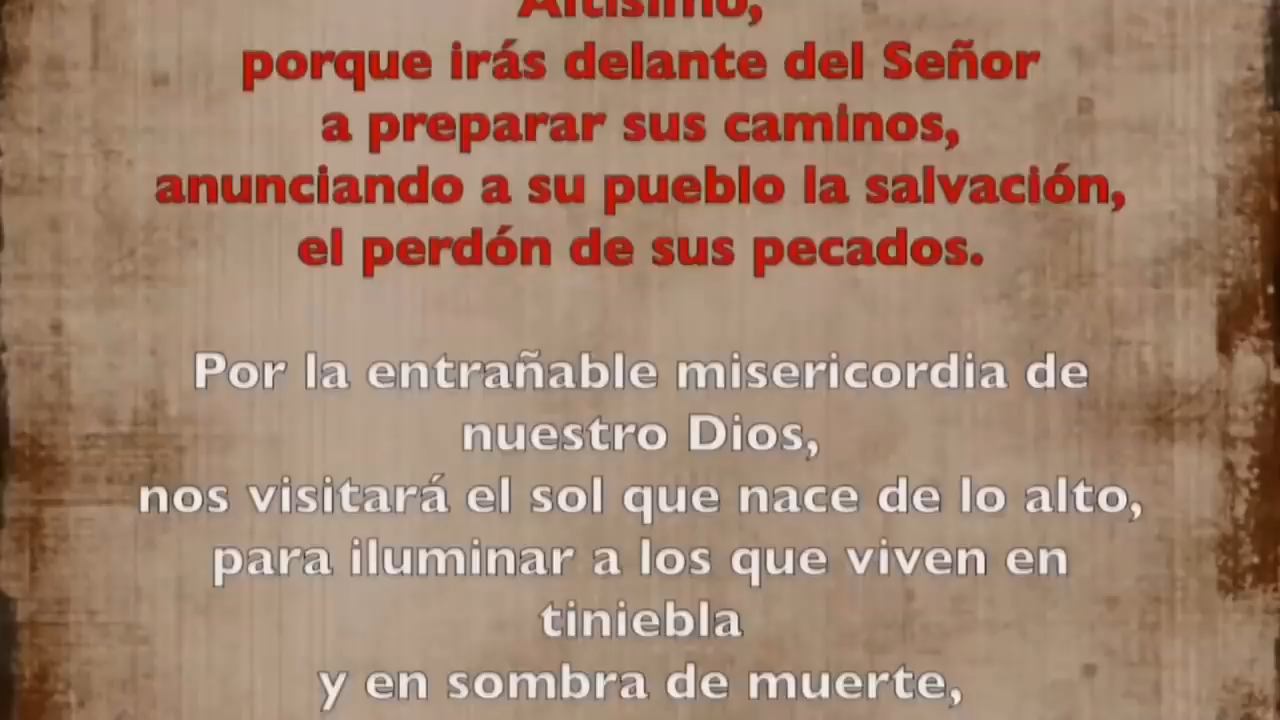 Altísimo,
porque irás delante del Señor
a preparar sus caminos,
anunciando a su pueblo la salvación,
el perdón de sus pecados.
Por la entrañable misericordia de
nuestro Dios,
nos visitará el sol que nace de lo alto,
para iluminar a los que viven en
tiniebla
y en sombra de muerte,